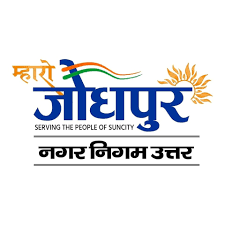 म्हारो
जोधपुर
SERVING THE PEOPLE OF SUNCITY
नगर निगम उत्तर